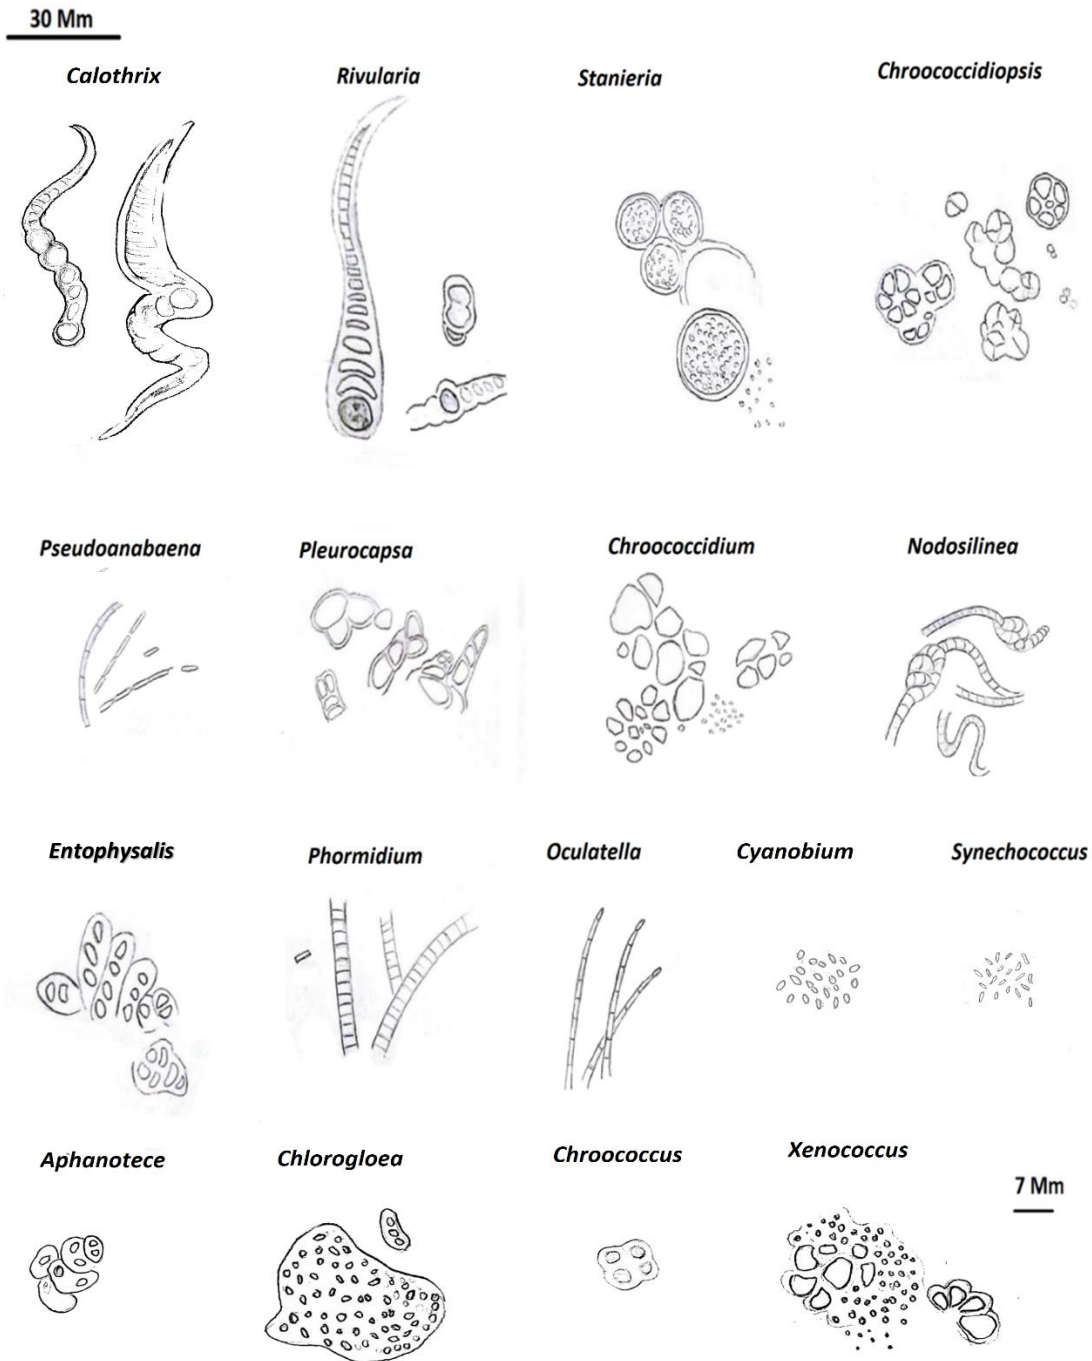 30 Mm
Calothrix
Rivularia
Stanieria
Chroococcidiopsis
Pseudoanabaena
Pleurocapsa
Chroococcidium
Nodosilinea
Entophysalis
Phormidium
Oculatella
Cyanobium
Synechococcus
Aphanotece
Chlorogloea
Chroococcus
Xenococcus
7 Mm